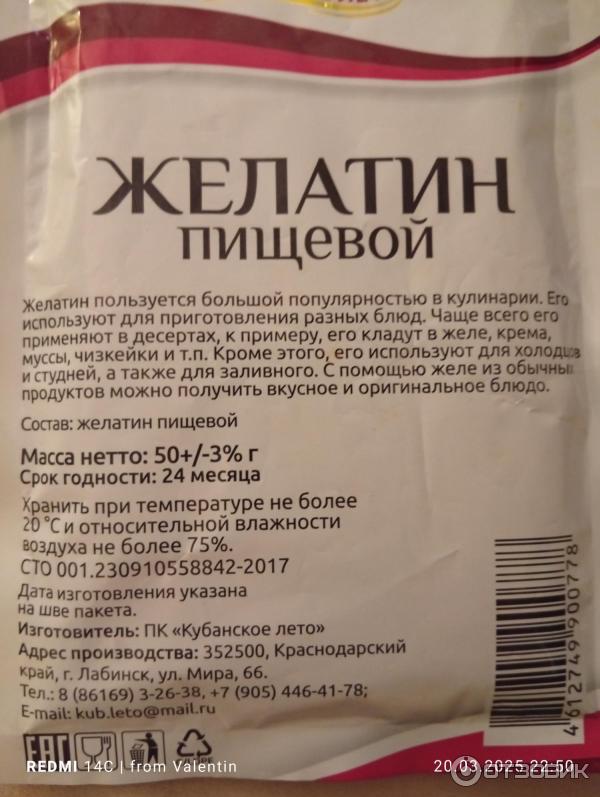 ЖЕЛАТИН
ПИЩЕВОЙ
Желатин пользуется большой популярностью в кулинарии. Его
используют для приготовления разных блюд. Чаще всего его
применяют в десертах, к примеру, его кладут в желе, крема,
муссы, чизкейки и т.п. Кроме этого, его используют для холодцов
и студней, а также для заливного. С помощью желе из обычных
продуктов можно получить вкусное и оригинальное блюдо.
Состав: желатин пищевой
Масса нетто: 50+/-3% г
Срок годности: 24 месяца
Хранить при температуре не более
20 °С и относительной влажности
воздуха не более 75%.
СТО 001.230910558842-2017
Дата изготовления указана
на шве пакета.
Изготовитель: ПК «Кубанское лето»
Адрес производства: 352500, Краснодарский
край, г. Лабинск, ул. Мира, 66.
Тел.: 8 (86169) 3-26-38, +7 (905) 446-41-78;
E-mail: kub.leto@mail.ru
4612749900778
EAC
REDMI 14C | from Valentin
20.03.2025 22:50
ОТЗОВИК